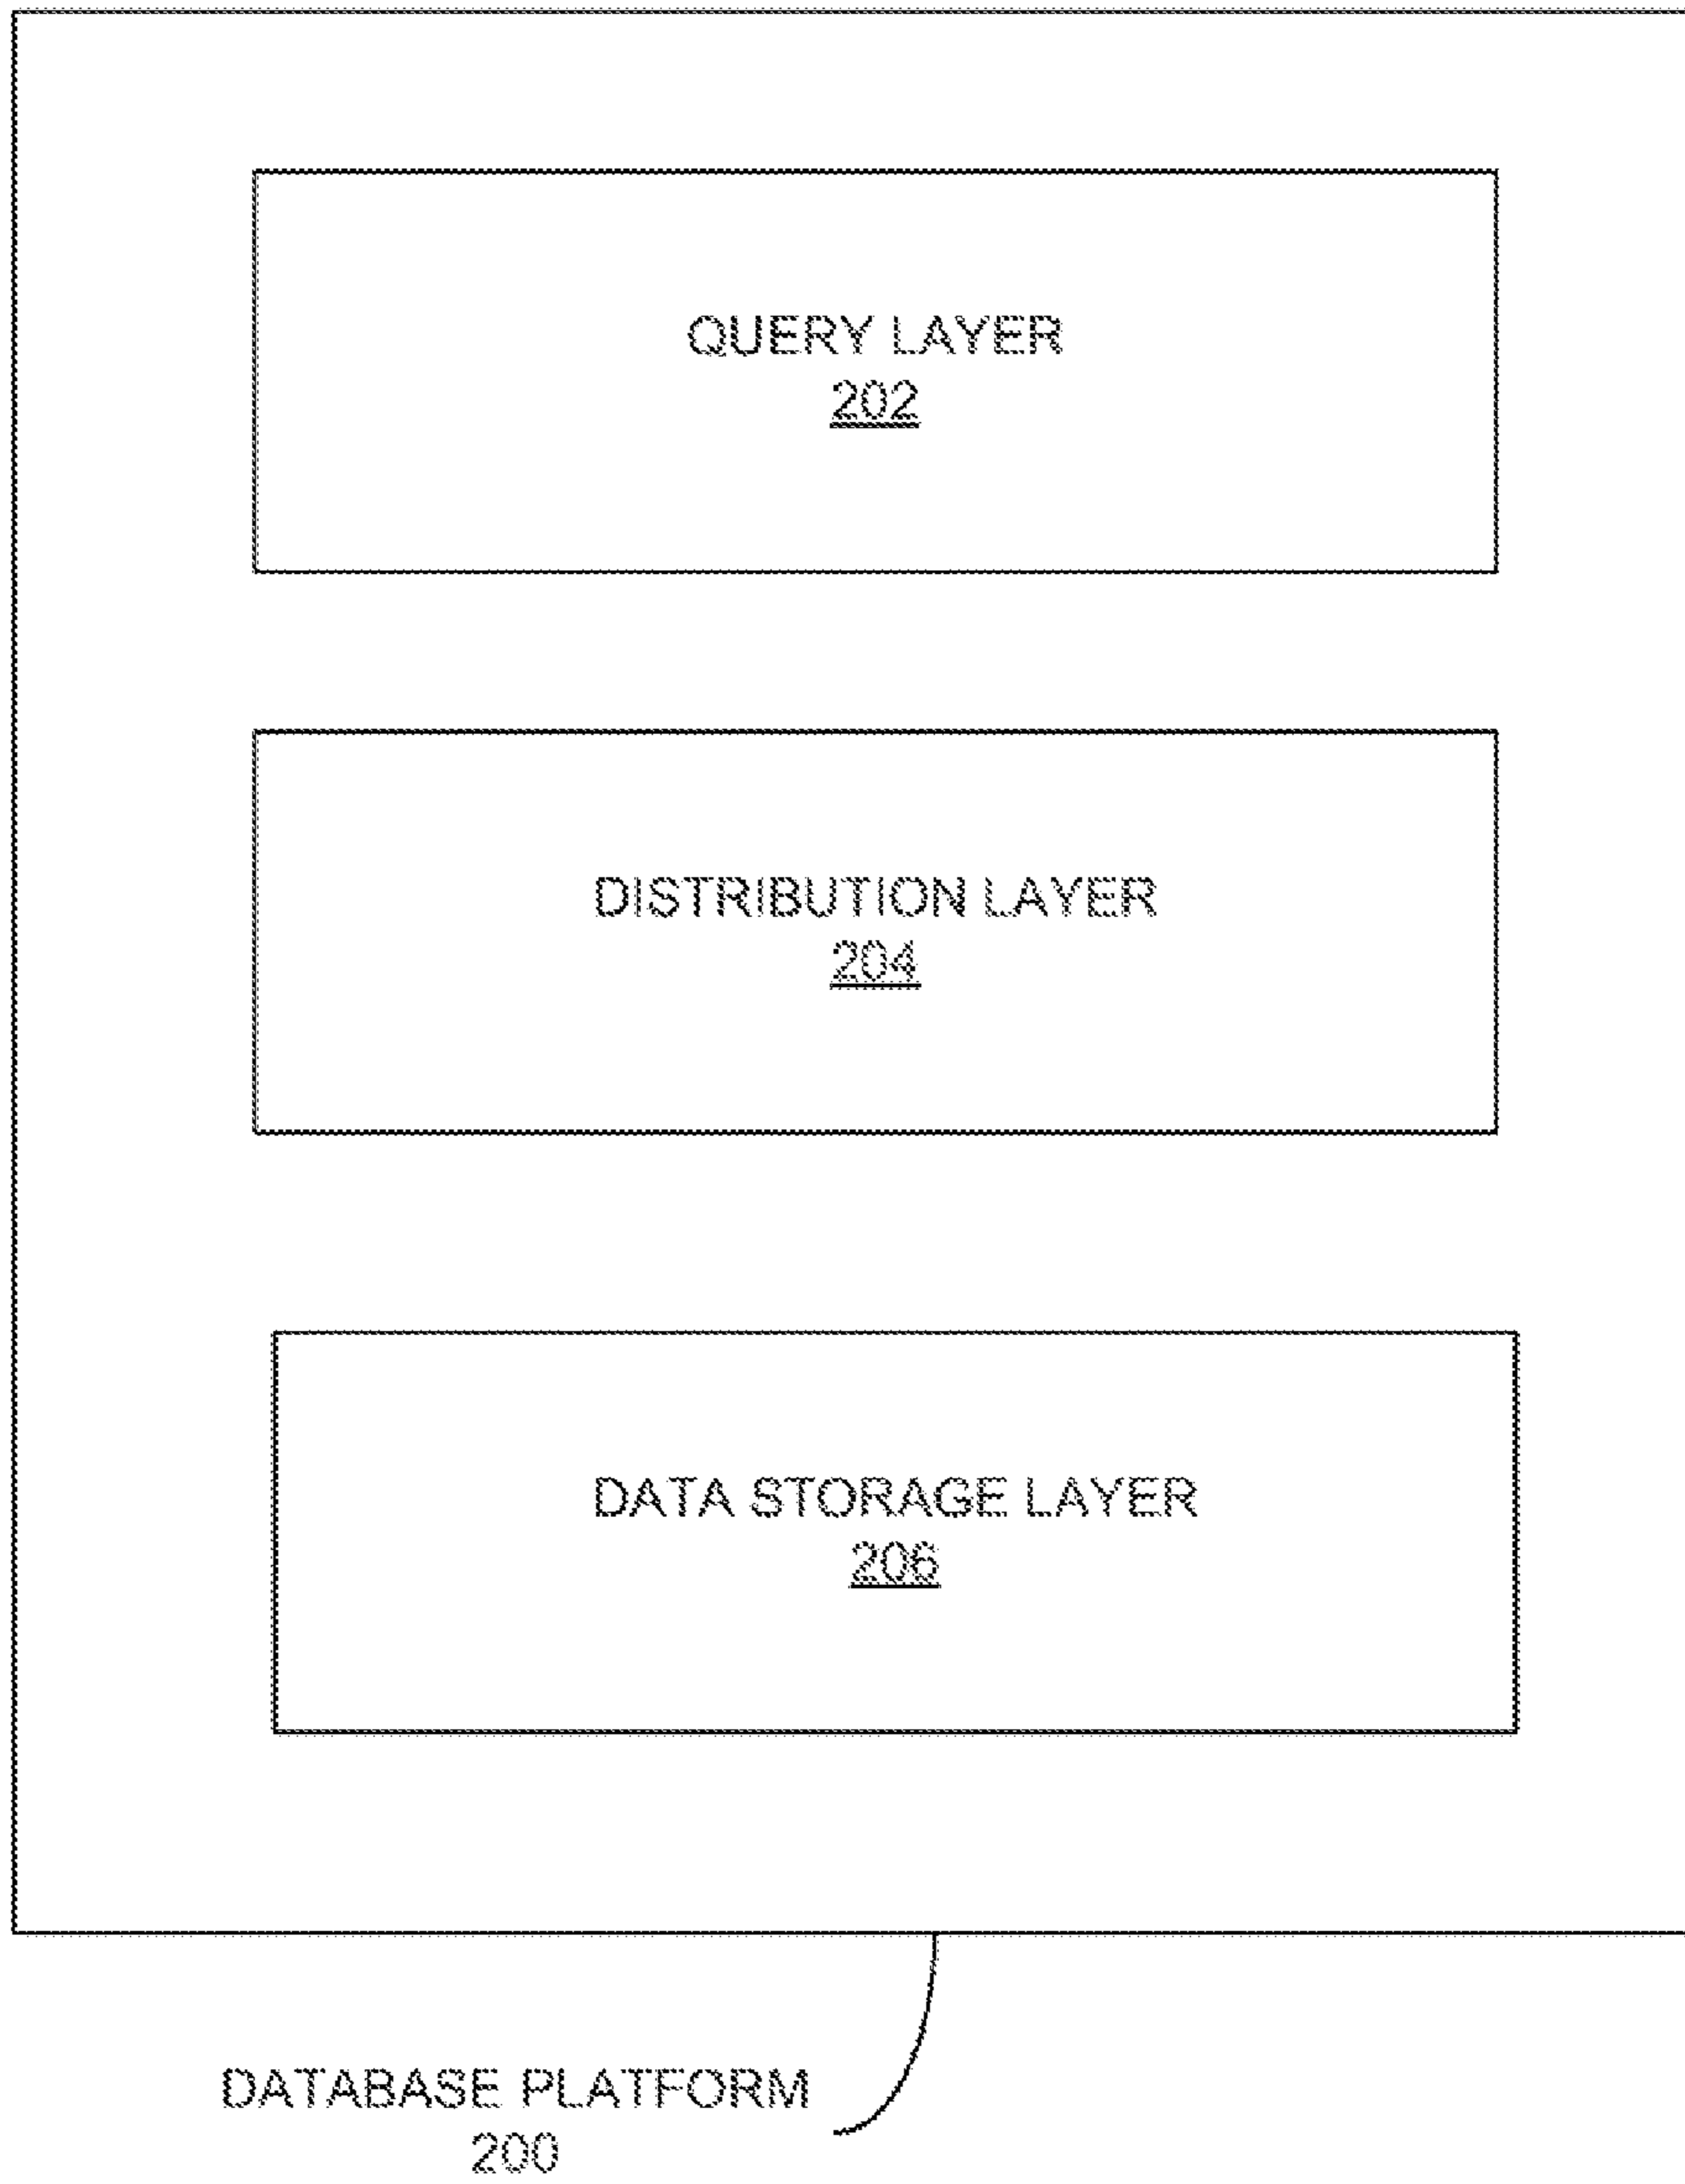 QUERY LAYER
202
DISTRIBUTION LAYER
204
DATA STORAGE LAYER
206
DATABASE PLATFORM
200